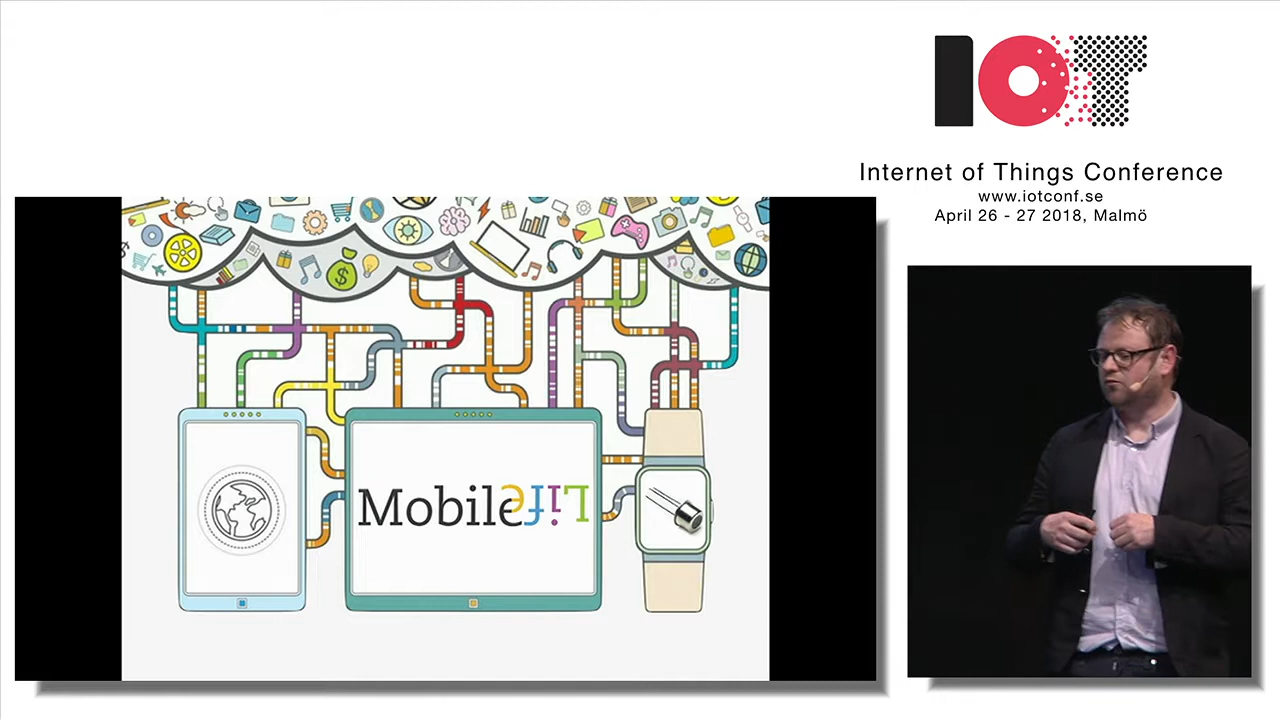 IOT
Internet of Things Conference
www.iotconf.se
April 26 - 27 2018, Malmö
$
MobileLife